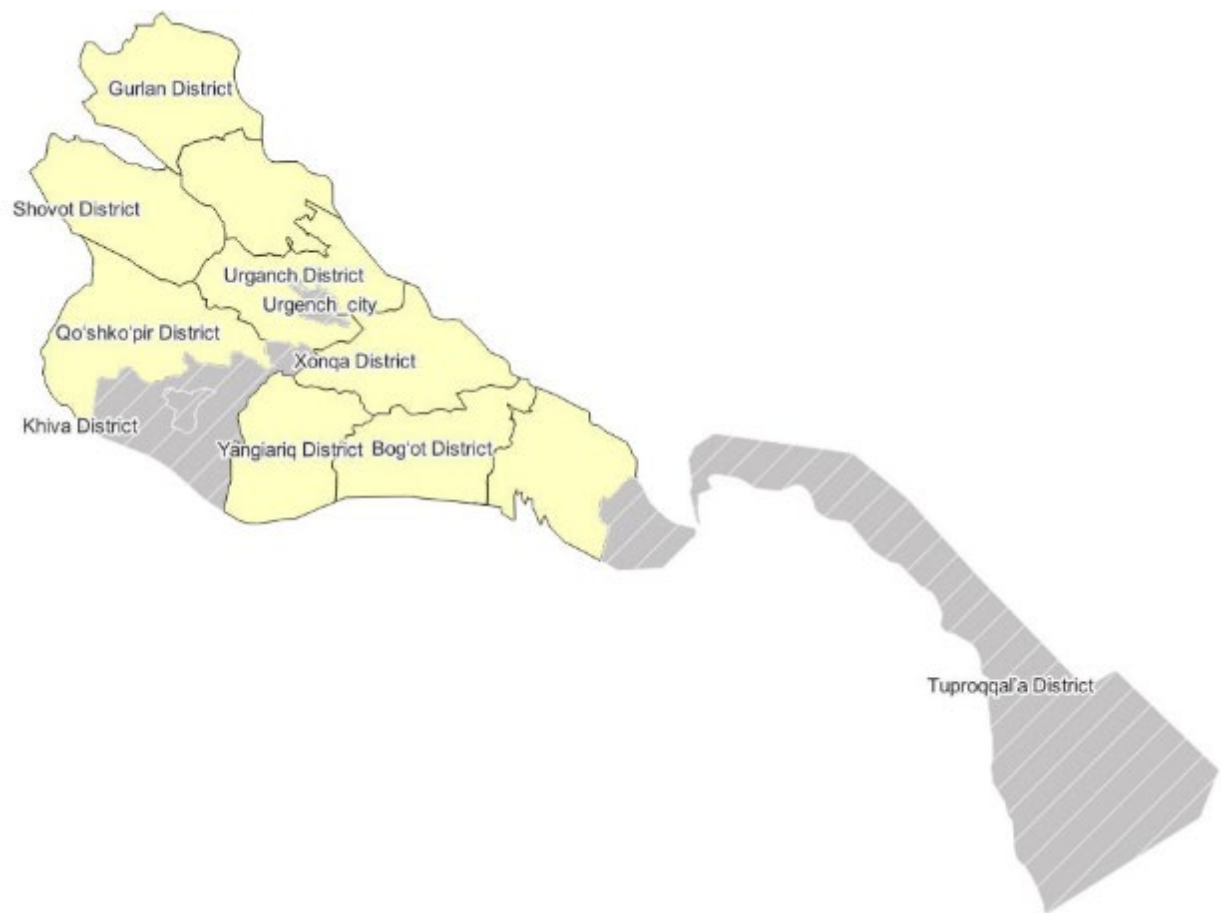 Gurlan District
Shovot District
Urganch District
Urgench_city
Qo'shko'pir District
Xonqa District
Khiva District
Yangiariq District
Bog'ot District
Tuproqqal'a District